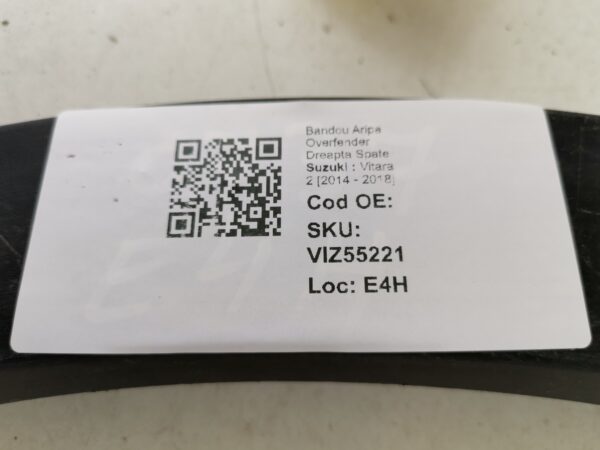 Bandou Aripa
Overfender
Dreapta Spate
Suzuki : Vitara
2 [2014 - 2018]
Cod OE:
SKU:
VIZ55221
Loc: E4H